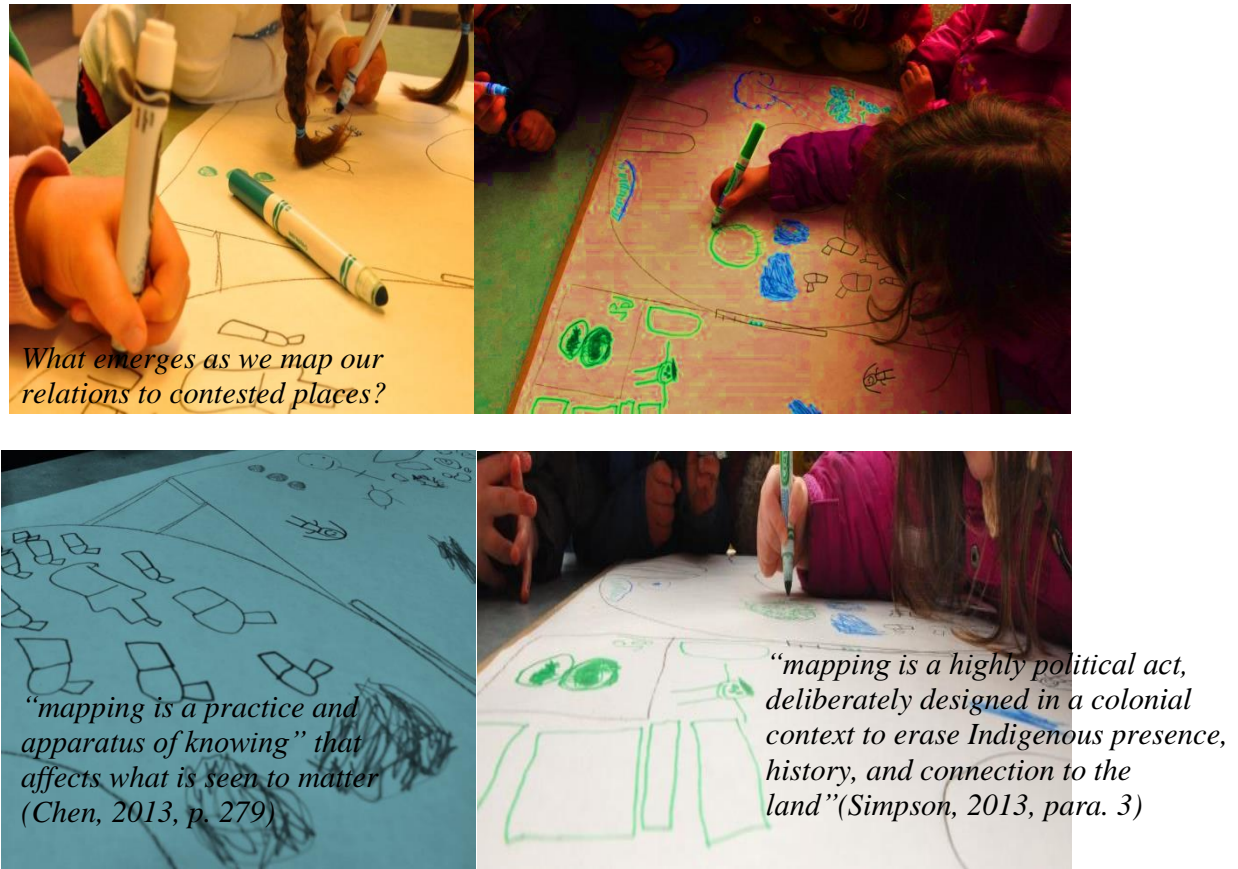 What emerges as we map our
relations to contested places?
“mapping is a practice and
apparatus of knowing” that
affects what is seen to matter
(Chen, 2013, p. 279)
“mapping is a highly political act,
deliberately designed in a colonial
context to erase Indigenous presence,
history, and connection to the
land”(Simpson, 2013, para. 3)